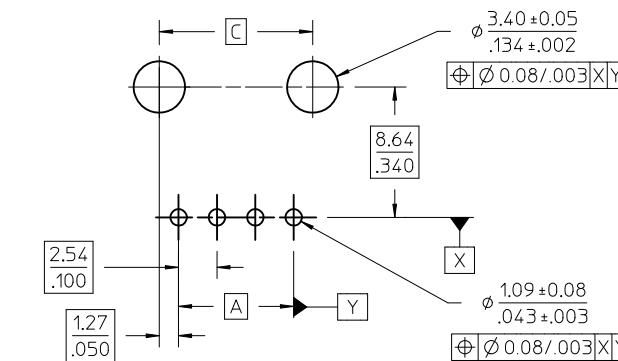 C
⌀ 3.40 ±0.05
.134 ±.002
⌖ ⌀ 0.08/.003 X Y
8.64
.340
2.54
.100
X
A
Y
1.27
.050
⌀ 1.09 ±0.08
.043 ±.003
⌖ ⌀ 0.08/.003 X Y